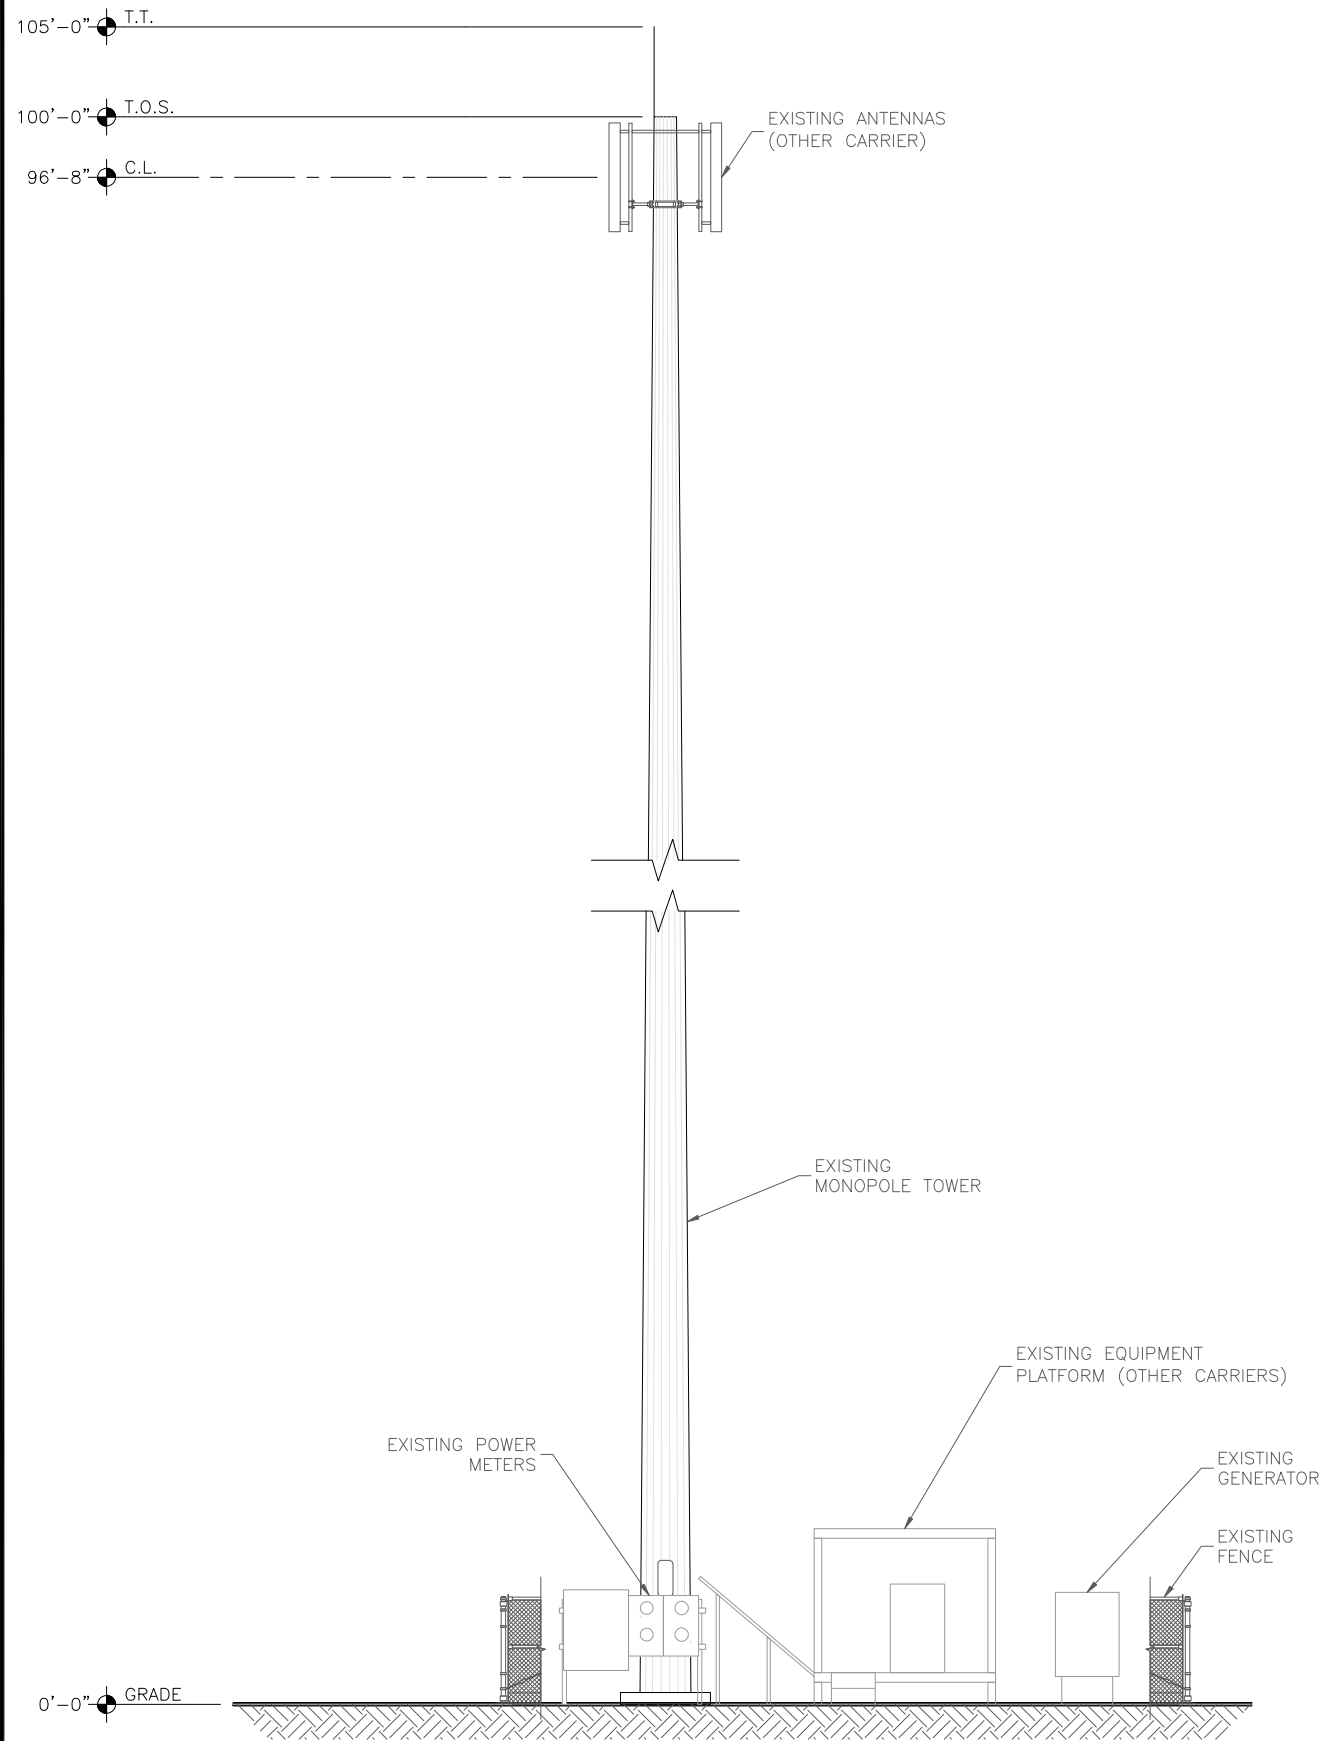 105'-0" T.T.
100'-0" T.O.S.
96'-8" C.L.
EXISTING ANTENNAS
(OTHER CARRIER)
EXISTING
MONOPOLE TOWER
EXISTING EQUIPMENT
PLATFORM (OTHER CARRIERS)
EXISTING POWER
METERS
EXISTING
GENERATOR
EXISTING
FENCE
0'-0" GRADE